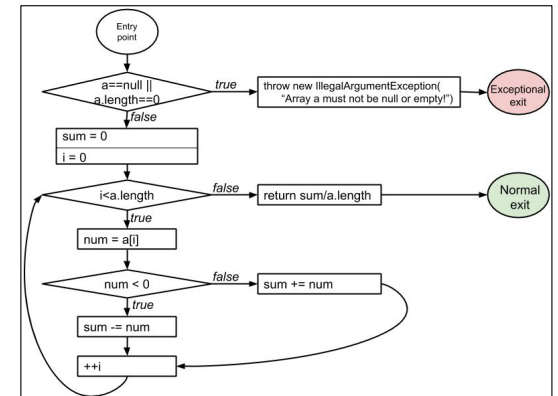 Entry
point
a==null ||
a.length==0
true
throw new IllegalArgumentException(
"Array a must not be null or empty!")
Exceptional
exit
false
sum = 0
i = 0
i<a.length
false
return sum/a.length
Normal
exit
true
num = a[i]
num < 0
false
sum += num
true
sum -= num
++i